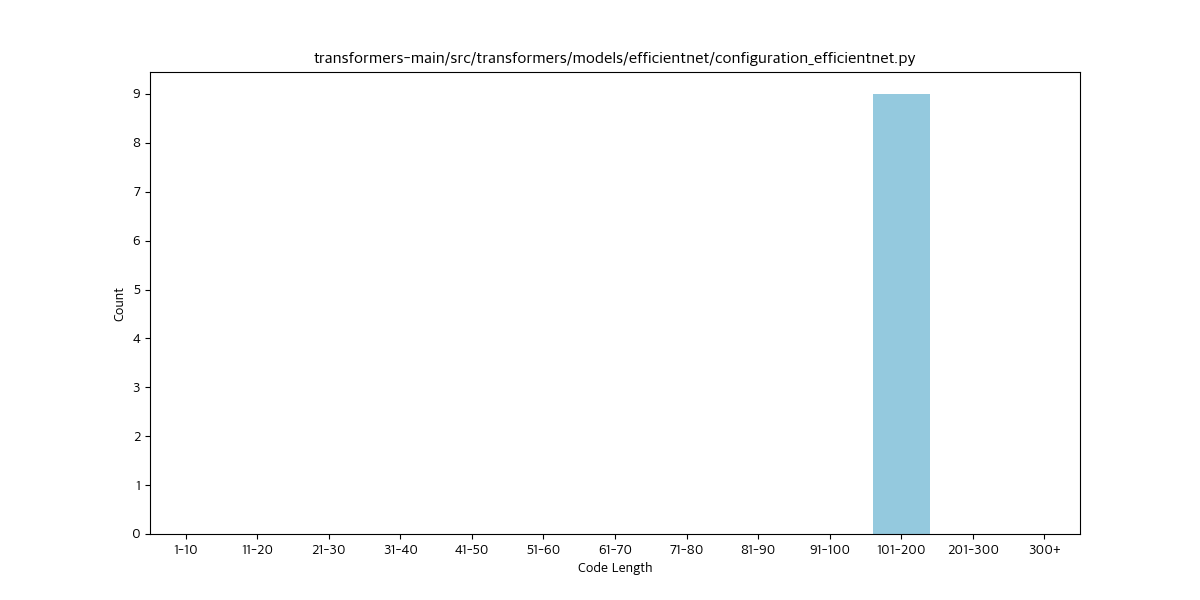 transformers-main/src/transformers/models/efficientnet/configuration_efficientnet.py
9
8
7
6
5
4
3
2
1
0
Count
1-10 11-20 21-30 31-40 41-50 51-60 61-70 71-80 81-90 91-100 101-200 201-300 300+
Code Length